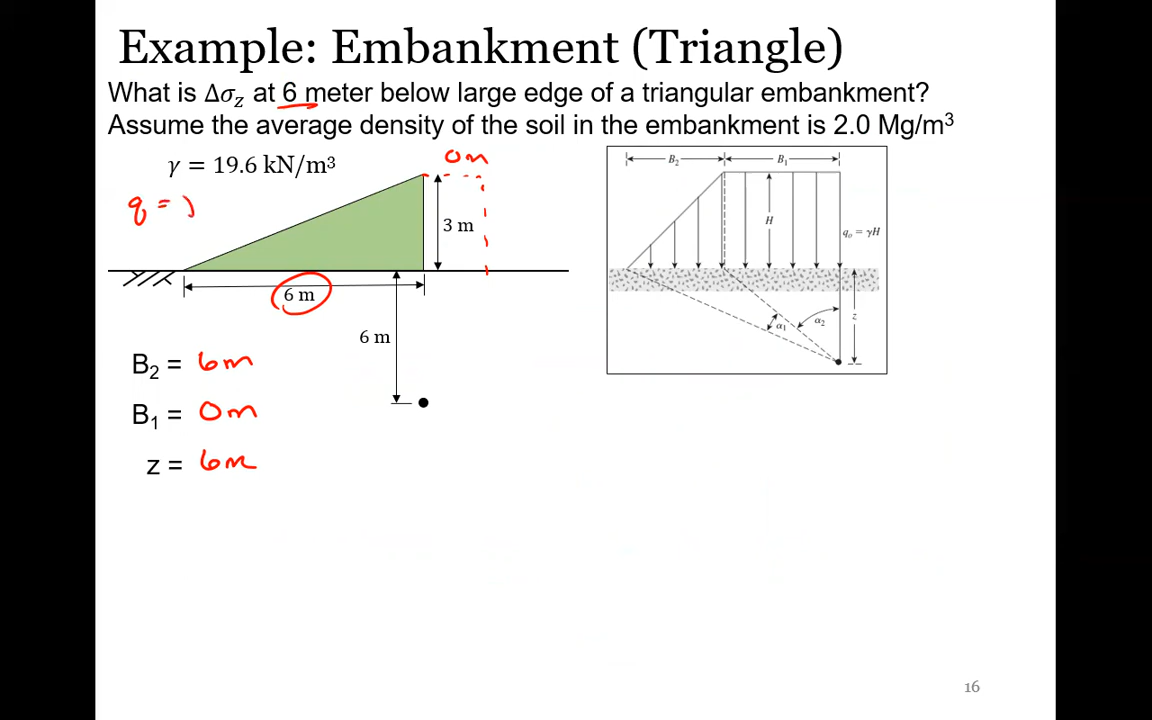 Example: Embankment (Triangle)
What is Δσz at 6 meter below large edge of a triangular embankment?
Assume the average density of the soil in the embankment is 2.0 Mg/m³
γ = 19.6 kN/m³
0m
q =
3 m
6 m
6 m
B₂ = 6m
B₁ = 0m
z = 6m
B₂
B₁
H
qₒ = γH
α₁
α₂
z
16